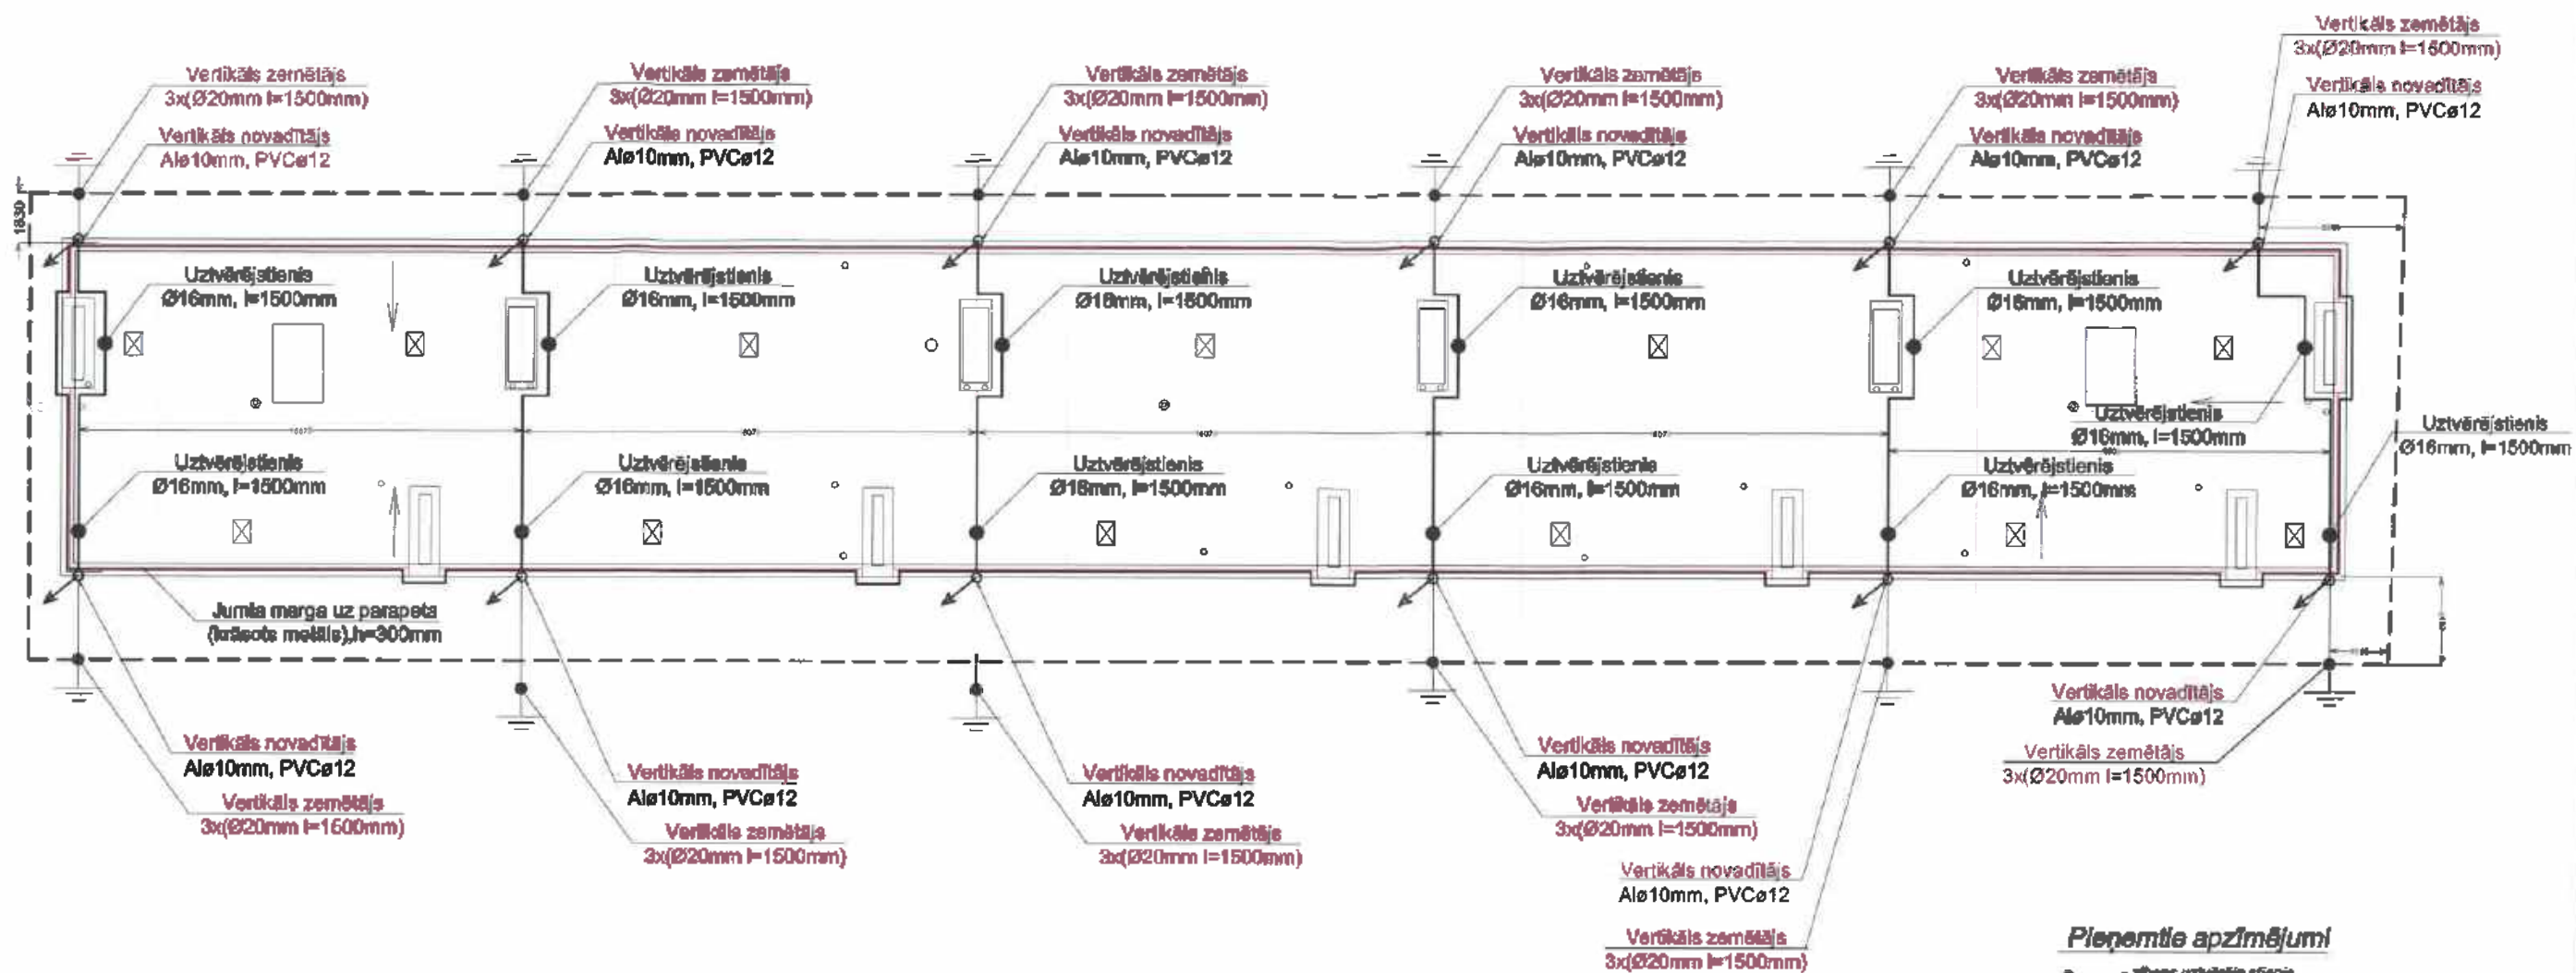 Vertikāls zemētājs
3x(Ø20mm l=1500mm)
Vertikāls novadītājs
Alø10mm, PVCø12
Vertikāls zemētājs
3x(Ø20mm l=1500mm)
Vertikāls novadītājs
Alø10mm, PVCø12
Vertikāls zemētājs
3x(Ø20mm l=1500mm)
Vertikāls novadītājs
Alø10mm, PVCø12
Vertikāls zemētājs
3x(Ø20mm l=1500mm)
Vertikāls novadītājs
Alø10mm, PVCø12
Vertikāls zemētājs
3x(Ø20mm l=1500mm)
Vertikāls novadītājs
Alø10mm, PVCø12
Vertikāls zemētājs
3x(Ø20mm l=1500mm)
Vertikāls novadītājs
Alø10mm, PVCø12
1830
Uztvērējstienis
Ø16mm, l=1500mm
Uztvērējstienis
Ø16mm, l=1500mm
Uztvērējstienis
Ø16mm, l=1500mm
Uztvērējstienis
Ø16mm, l=1500mm
Uztvērējstienis
Ø16mm, l=1500mm
Uztvērējstienis
Ø16mm, l=1500mm
Uztvērējstienis
Ø16mm, l=1500mm
Uztvērējstienis
Ø16mm, l=1500mm
Uztvērējstienis
Ø16mm, l=1500mm
Uztvērējstienis
Ø16mm, l=1500mm
Uztvērējstienis
Ø16mm, l=1500mm
Uztvērējstienis
Ø16mm, l=1500mm
Jumta marga uz parapeta
(krāsots metāls),h=300mm
Vertikāls novadītājs
Alø10mm, PVCø12
Vertikāls zemētājs
3x(Ø20mm l=1500mm)
Vertikāls novadītājs
Alø10mm, PVCø12
Vertikāls zemētājs
3x(Ø20mm l=1500mm)
Vertikāls novadītājs
Alø10mm, PVCø12
Vertikāls zemētājs
3x(Ø20mm l=1500mm)
Vertikāls novadītājs
Alø10mm, PVCø12
Vertikāls zemētājs
3x(Ø20mm l=1500mm)
Vertikāls novadītājs
Alø10mm, PVCø12
Vertikāls zemētājs
3x(Ø20mm l=1500mm)
Vertikāls novadītājs
Alø10mm, PVCø12
Vertikāls zemētājs
3x(Ø20mm l=1500mm)
Pieņemtie apzīmējumi